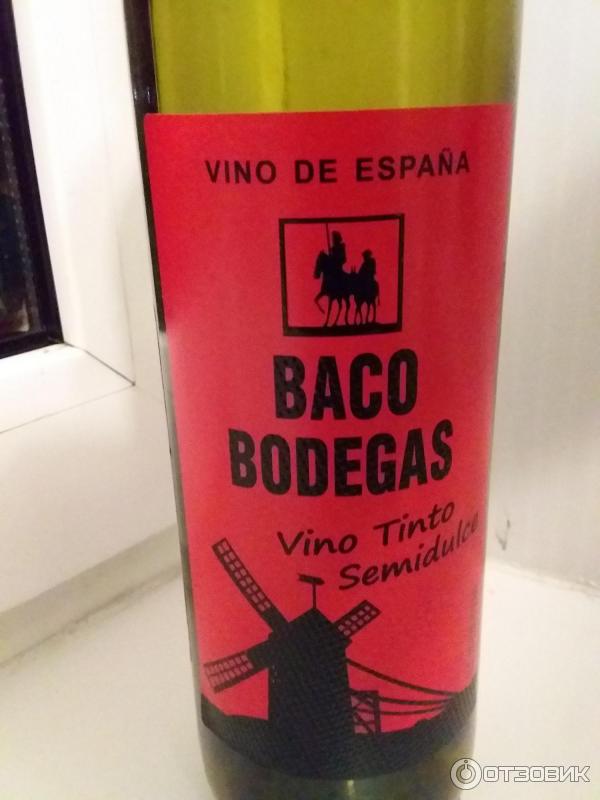 VINO DE ESPAÑA
BACO
BODEGAS
Vino Tinto
Semidulce
ОТЗОВИК